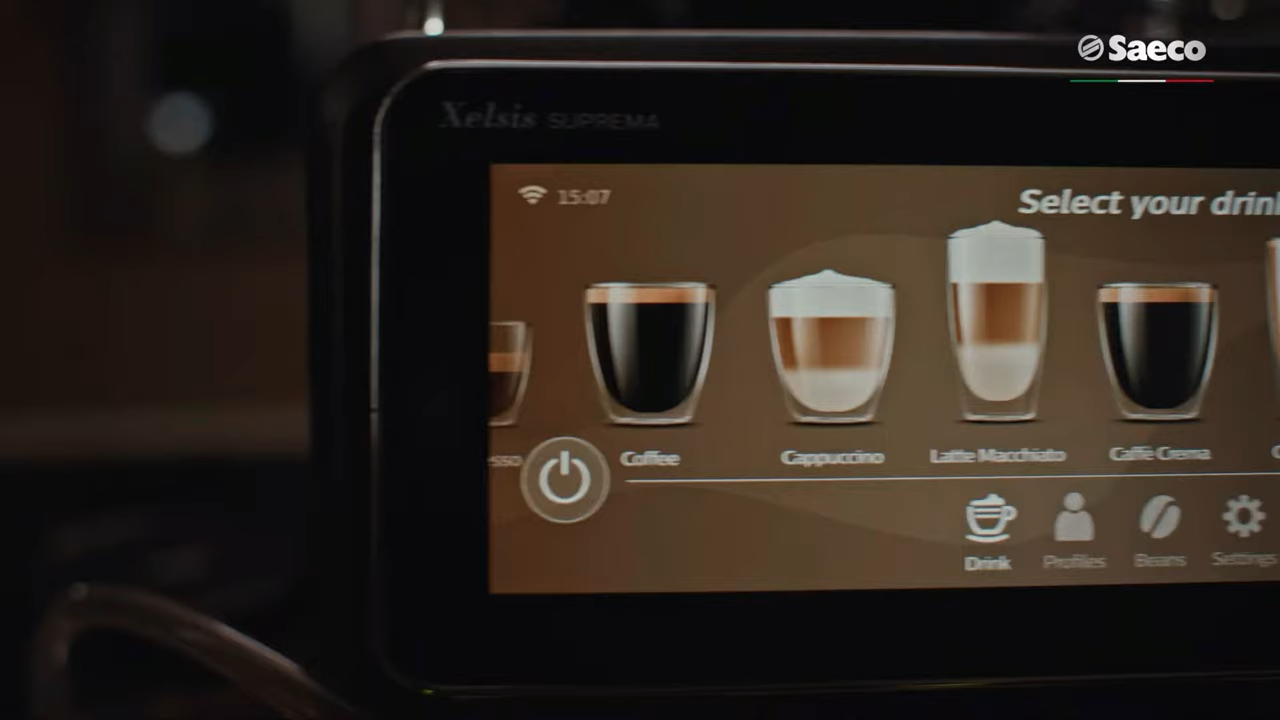 Saeco
Xelsis SUPREMA
15:07
Select your drink
Coffee
Cappuccino
Latte Macchiato
Caffè Crema
Drink
Profiles
Beans
Settings